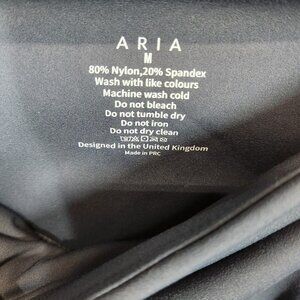 ARIA
M
80% Nylon,20% Spandex
Wash with like colours
Machine wash cold
Do not bleach
Do not tumble dry
Do not iron
Do not dry clean
Designed in the United Kingdom
Made in PRC